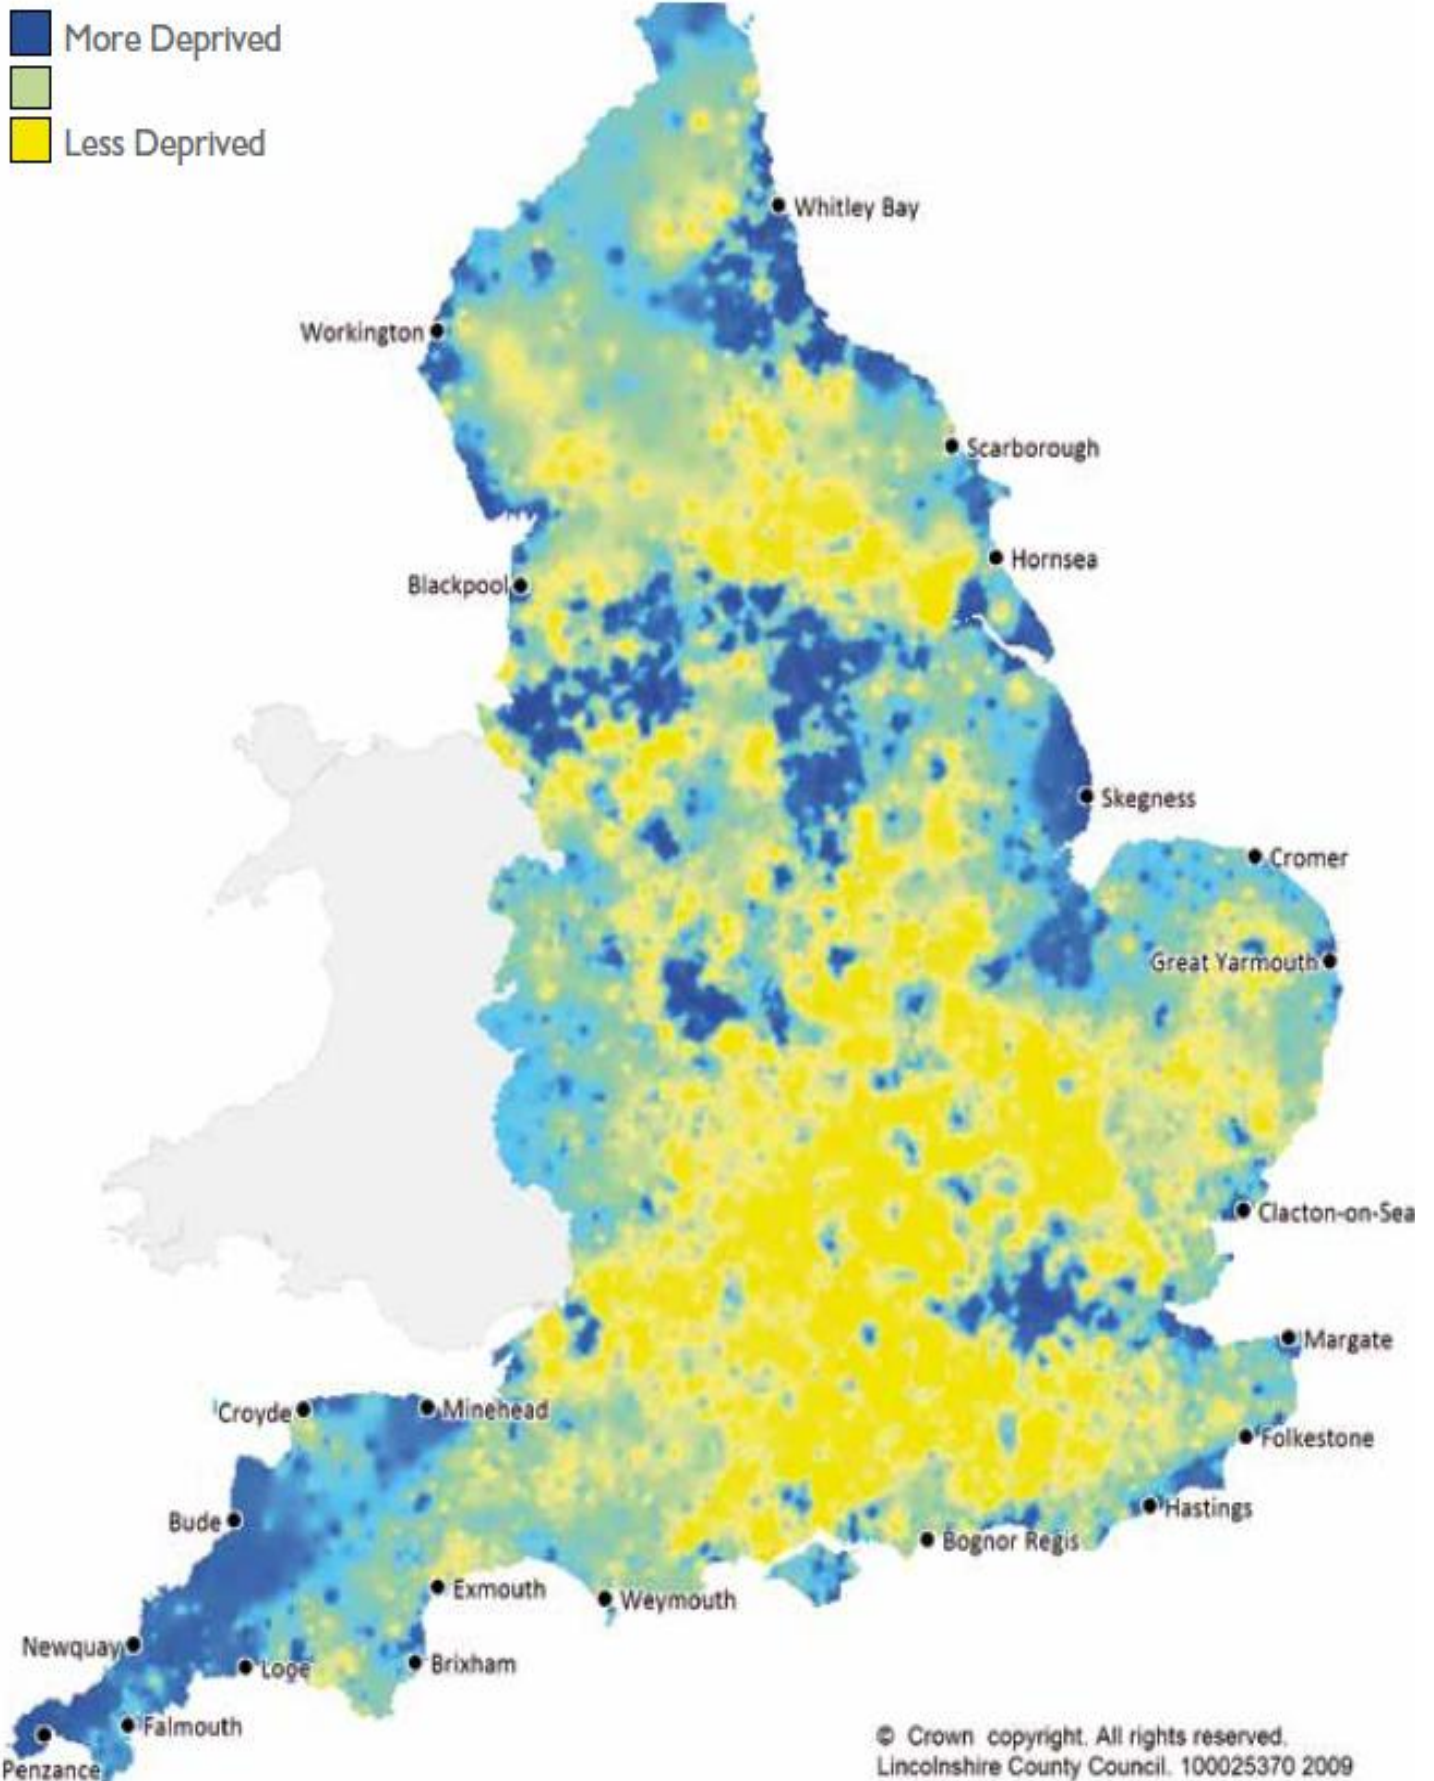 More Deprived
Less Deprived
Whitley Bay
Workington
Scarborough
Hornsea
Blackpool
Skegness
Cromer
Great Yarmouth
Clacton-on-Sea
Margate
Croyde
Minehead
Folkestone
Hastings
Bude
Bognor Regis
Exmouth
Weymouth
Newquay
Looe
Brixham
Falmouth
Penzance
© Crown copyright. All rights reserved.
Lincolnshire County Council. 100025370 2009